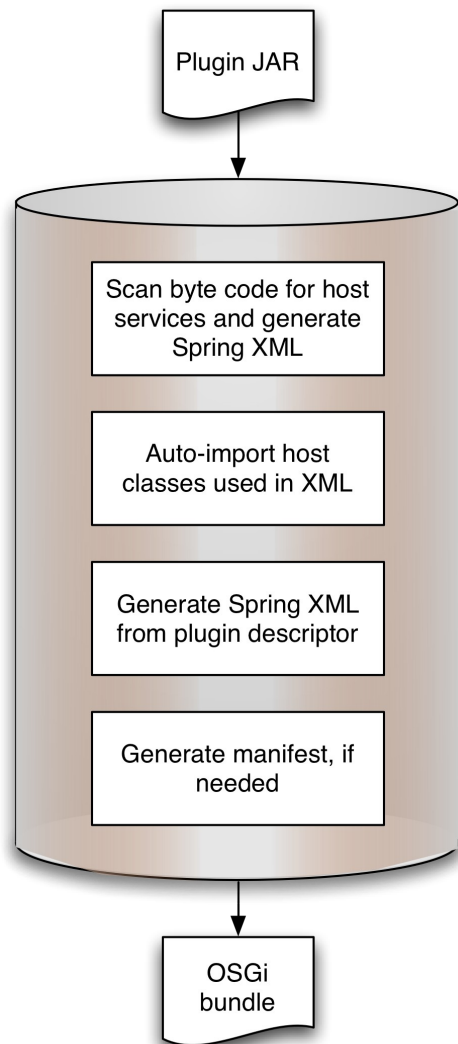 Plugin JAR
Scan byte code for host
services and generate
Spring XML
Auto-import host
classes used in XML
Generate Spring XML
from plugin descriptor
Generate manifest, if
needed
OSGi
bundle